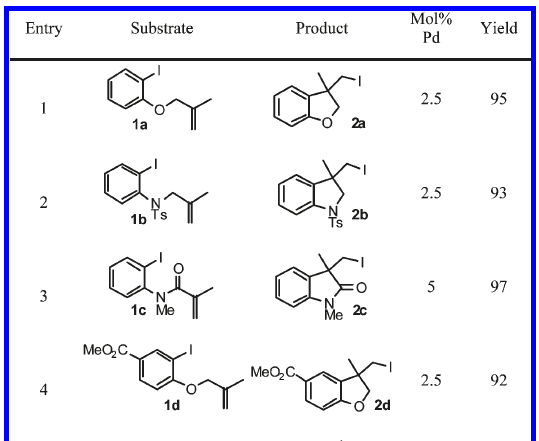 Entry Substrate Product Mol% Pd Yield
1 I O 1a I O 2a 2.5 95
2 I N Ts 1b I N Ts 2b 2.5 93
3 I O N Me 1c I O N Me 2c 5 97
4 MeO₂C I O 1d MeO₂C I O 2d 2.5 92